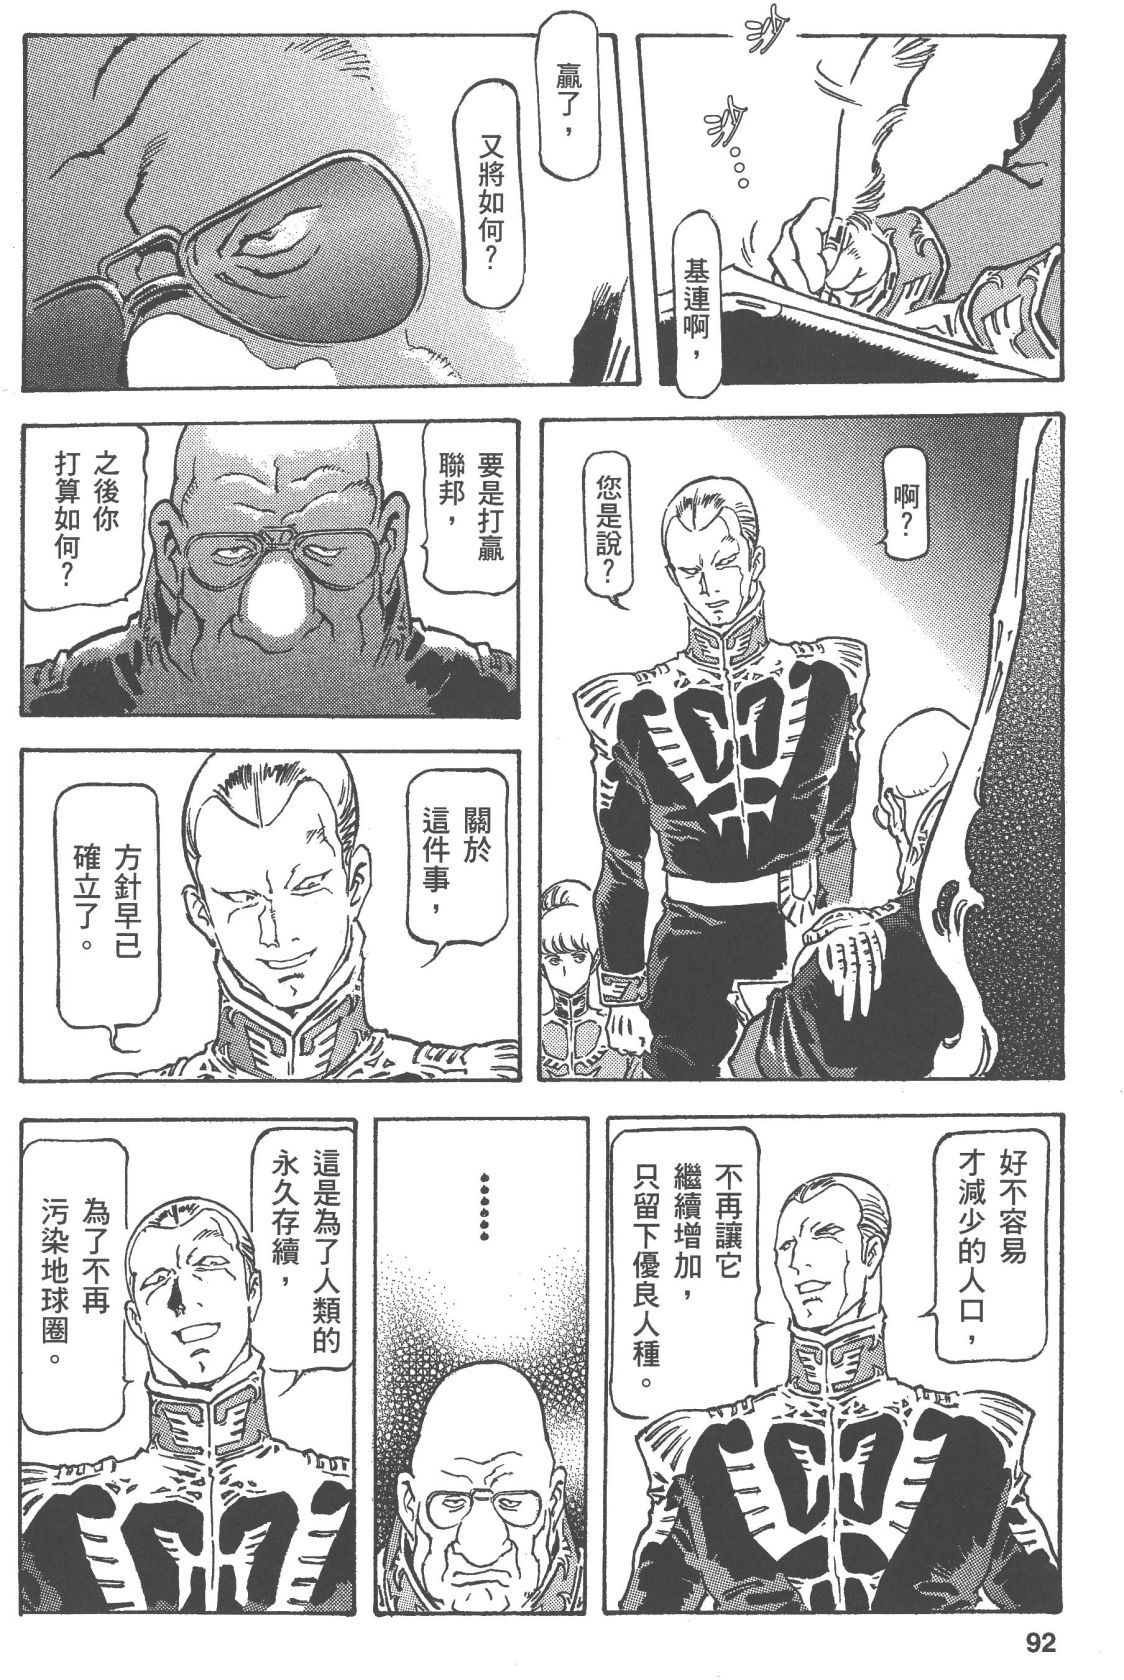 沙
沙…
基連啊，
贏了，
又將如何？
啊？
您是說？
要是打贏
聯邦，
之後你
打算如何？
關於
這件事，
方針早已
確立了。
好不容易
才減少的人口，
不再讓它
繼續增加，
只留下優良人種。
……
這是為了人類的
永久存續，
為了不再
污染地球圈。
92